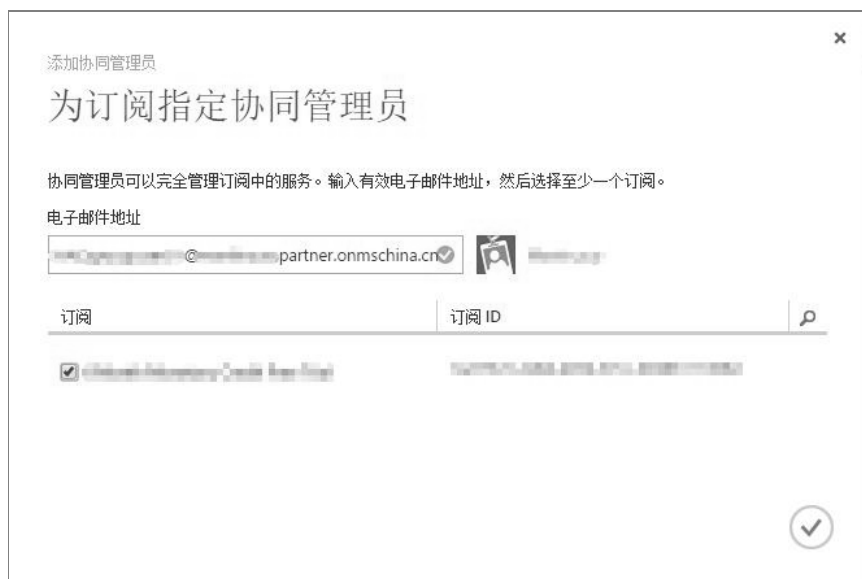 添加协同管理员
为订阅指定协同管理员
协同管理员可以完全管理订阅中的服务。输入有效电子邮件地址，然后选择至少一个订阅。
电子邮件地址
@ partner.onmschina.cn
订阅 订阅 ID